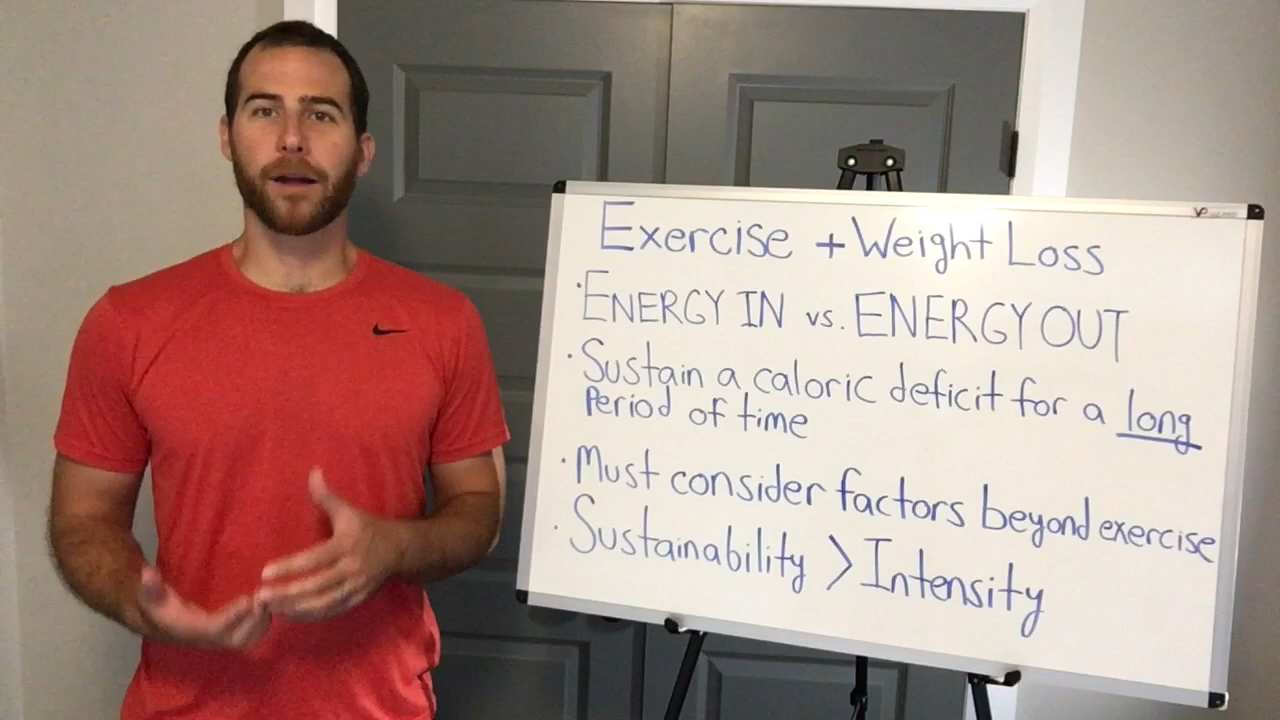 Exercise + Weight Loss
·ENERGY IN vs. ENERGY OUT
·Sustain a caloric deficit for a long
Period of time
·Must consider factors beyond exercise
·Sustainability > Intensity